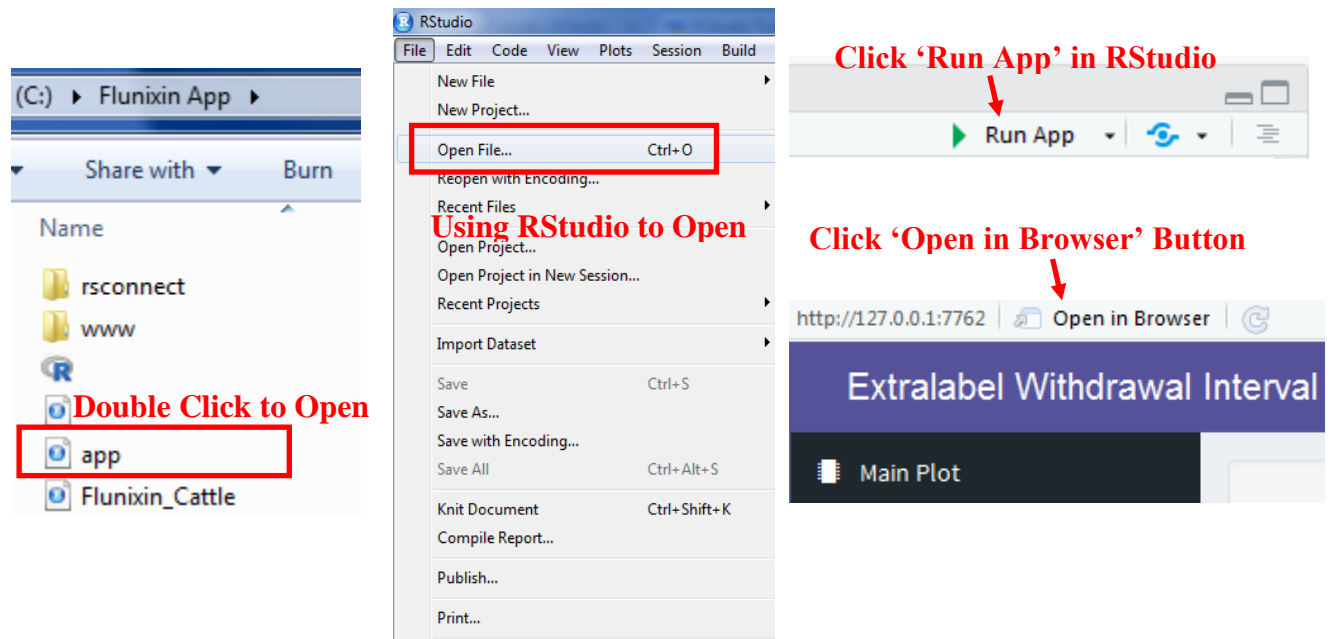 (C:) Flunixin App
Share with Burn
Name
rsconnect
www
Double Click to Open
app
Flunixin_Cattle
RStudio
File Edit Code View Plots Session Build
New File
New Project...
Open File... Ctrl+O
Reopen with Encoding...
Recent Files
Using RStudio to Open
Open Project...
Open Project in New Session...
Recent Projects
Import Dataset
Save Ctrl+S
Save As...
Save with Encoding...
Save All Ctrl+Alt+S
Knit Document Ctrl+Shift+K
Compile Report...
Publish...
Print...
Click ‘Run App’ in RStudio
Run App
Click ‘Open in Browser’ Button
http://127.0.0.1:7762 Open in Browser
Extralabel Withdrawal Interval
Main Plot